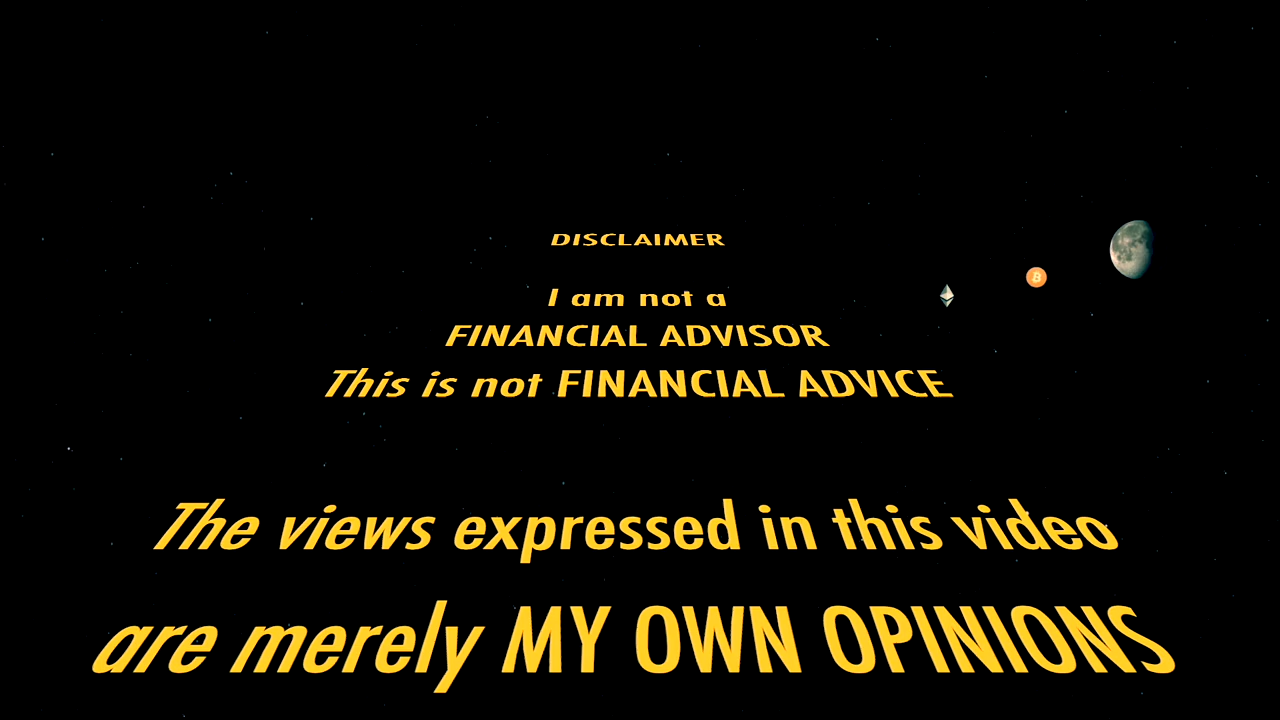 DISCLAIMER
I am not a
FINANCIAL ADVISOR
This is not FINANCIAL ADVICE
The views expressed in this video
are merely MY OWN OPINIONS